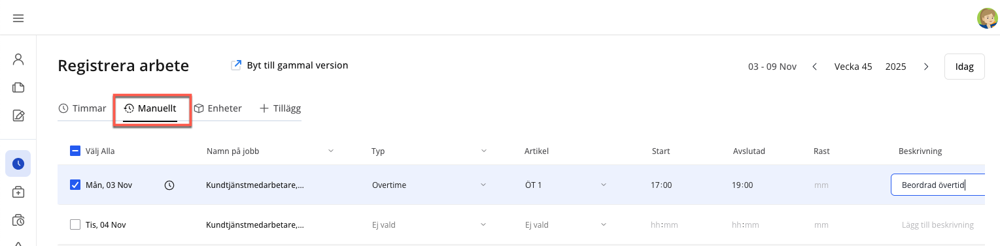 Registrera arbete Byt till gammal version 03 - 09 Nov Vecka 45 2025 Idag
Timmar Manuellt Enheter Tillägg
Välj Alla Namn på jobb Typ Artikel Start Avslutad Rast Beskrivning
Mån, 03 Nov Kundtjänstmedarbetare,... Overtime ÖT 1 17:00 19:00 mm Beordrad övertid
Tis, 04 Nov Kundtjänstmedarbetare,... Ej vald Ej vald hh:mm hh:mm mm Lägg till beskrivning